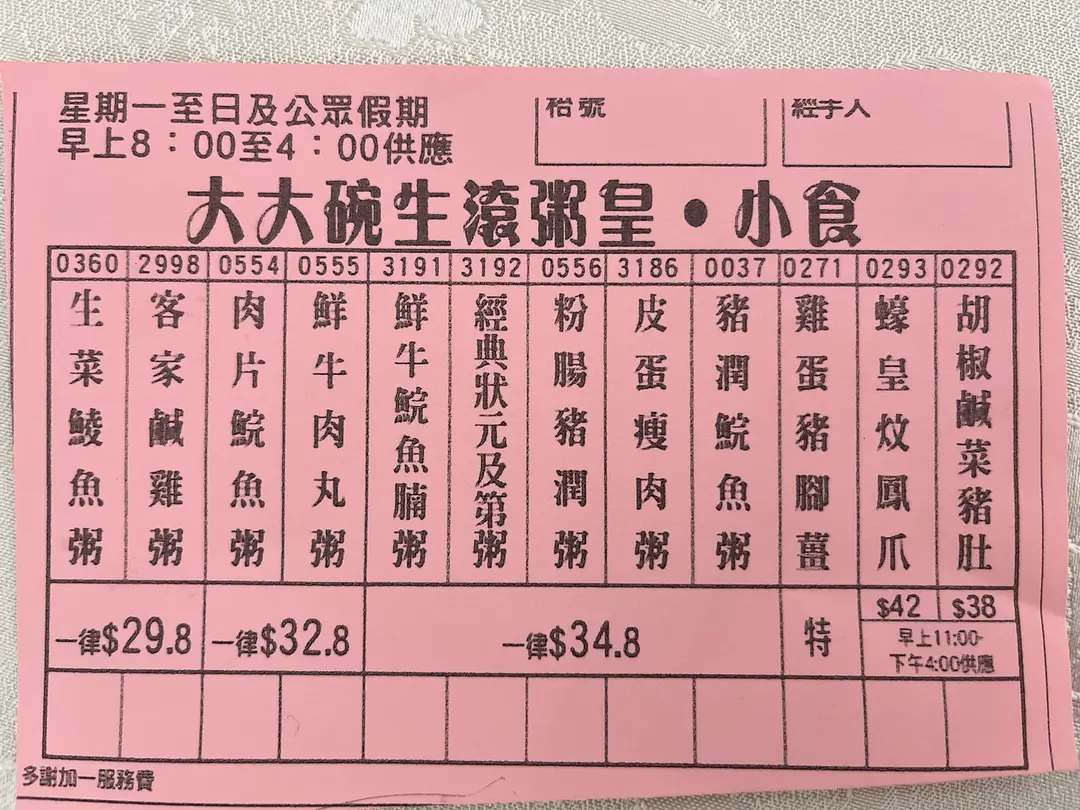 星期一至日及公眾假期
早上8：00至4：00供應
枱號
經手人
大大碗生滾粥皇•小食
0360 2998 0554 0555 3191 3192 0556 3186 0037 0271 0293 0292
生菜鯪魚粥
客家鹹雞粥
肉片鯇魚粥
鮮牛肉丸粥
鮮牛鯇魚腩粥
經典狀元及第粥
粉腸豬潤粥
皮蛋瘦肉粥
豬潤鯇魚粥
雞蛋豬腳薑
蠔皇炆鳳爪
胡椒鹹菜豬肚
一律$29.8
一律$32.8
一律$34.8
特
$42
$38
早上11:00-
下午4:00供應
多謝加一服務費